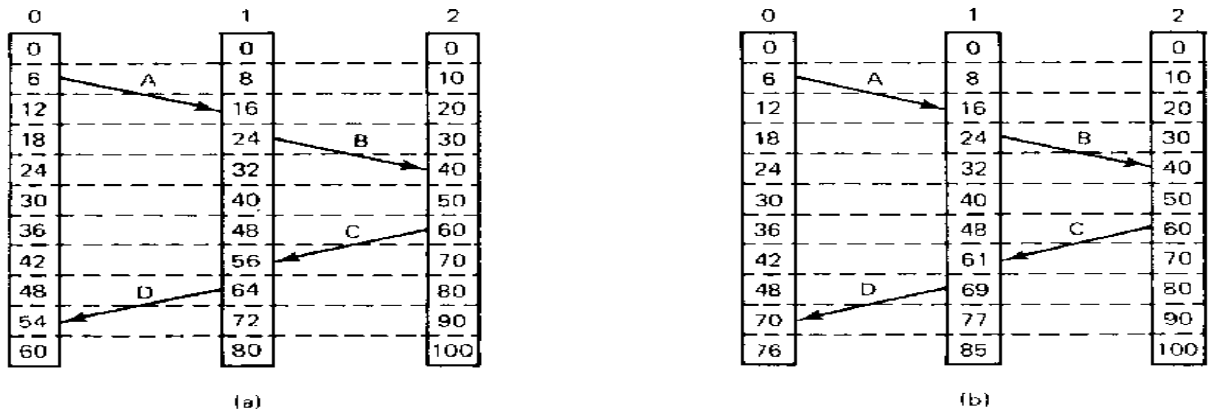 0 1 2 0 1 2
0 0 0 0 0 0
6 A 8 10 6 A 8 10
12 16 20 12 16 20
18 24 B 30 18 24 B 30
24 32 40 24 32 40
30 40 50 30 40 50
36 48 C 60 36 48 C 60
42 56 70 42 61 70
48 D 64 80 48 D 69 80
54 72 90 70 77 90
60 80 100 76 85 100
(a) (b)